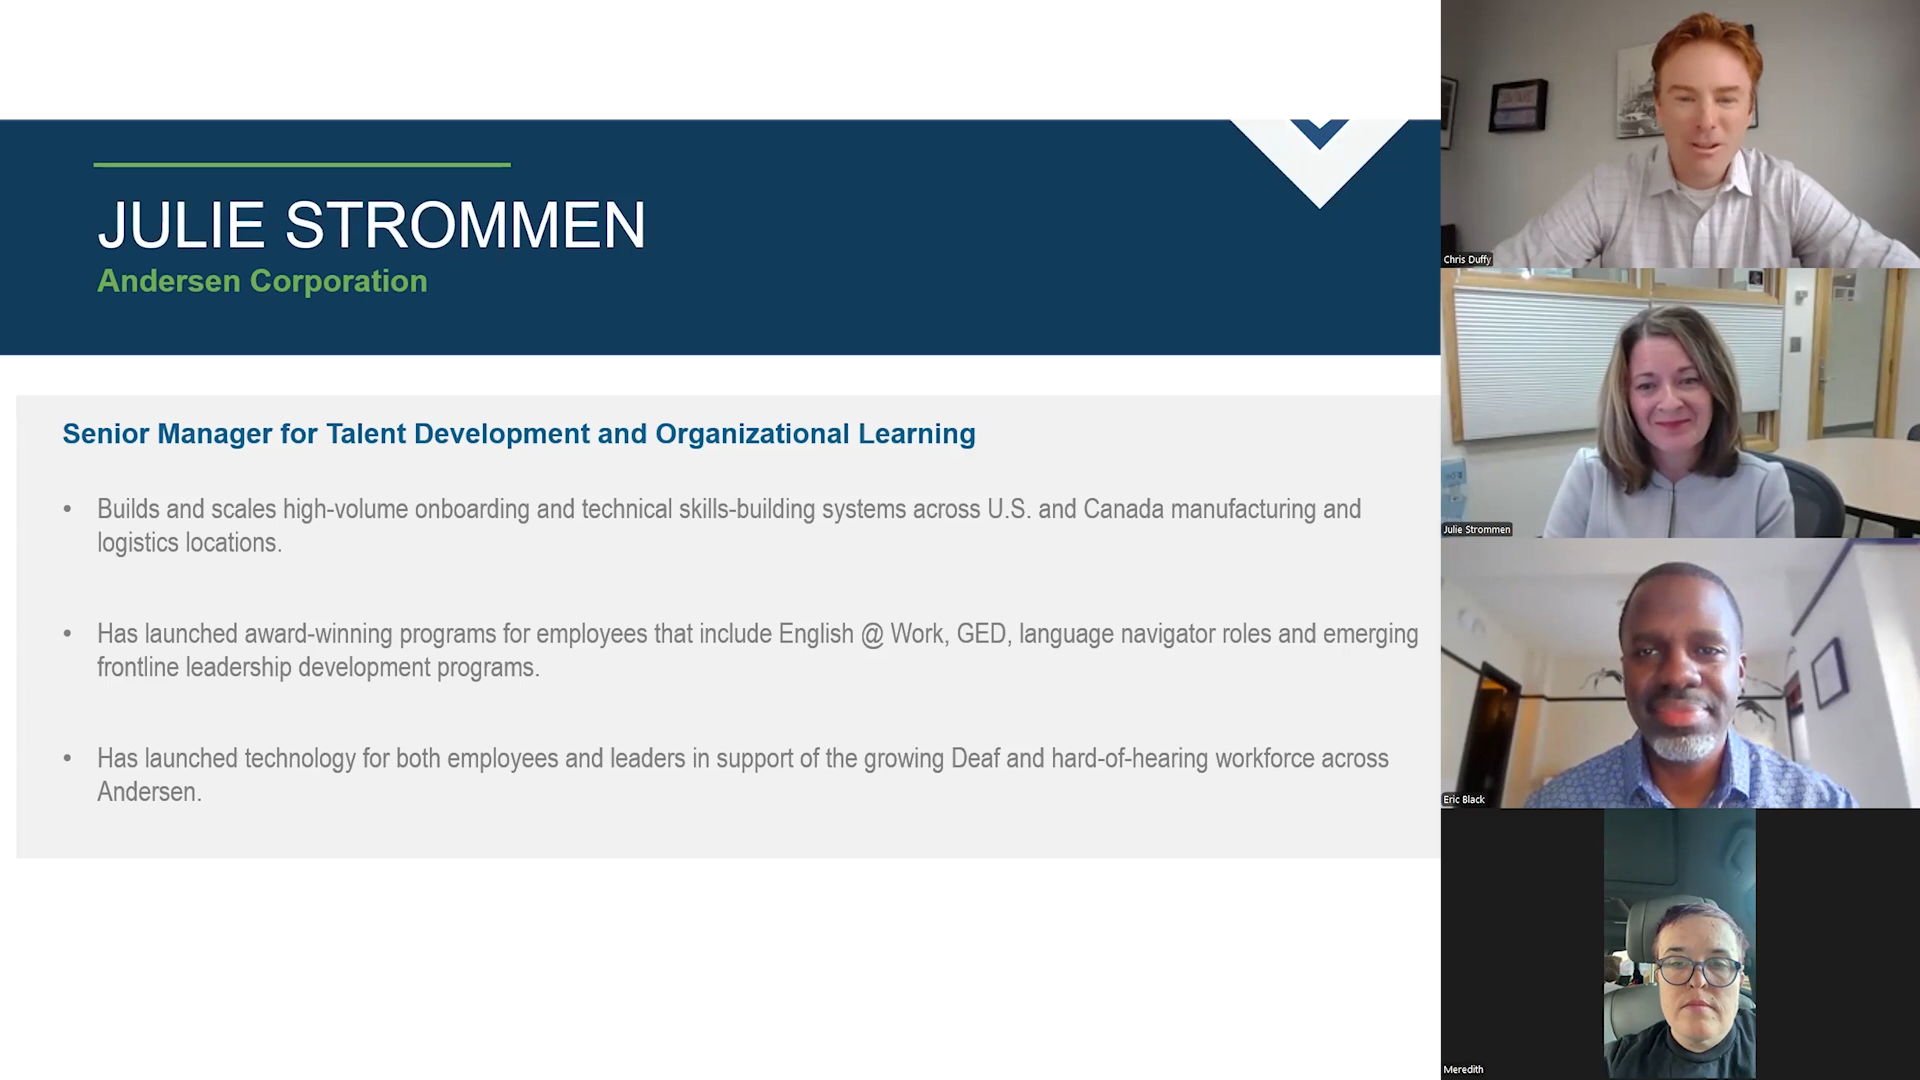 JULIE STROMMEN
Andersen Corporation
Senior Manager for Talent Development and Organizational Learning
• Builds and scales high-volume onboarding and technical skills-building systems across U.S. and Canada manufacturing and
logistics locations.
• Has launched award-winning programs for employees that include English @ Work, GED, language navigator roles and emerging
frontline leadership development programs.
• Has launched technology for both employees and leaders in support of the growing Deaf and hard-of-hearing workforce across
Andersen.
Chris Duffy
Julie Strommen
Eric Black
Meredith